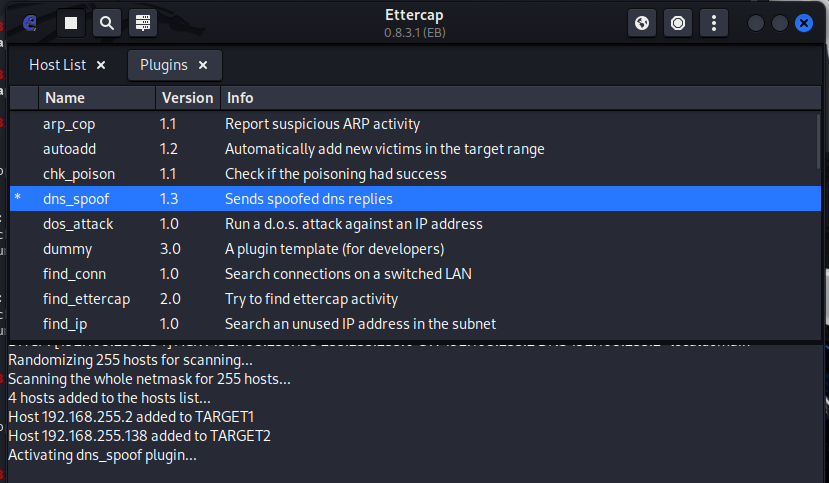 Ettercap
0.8.3.1 (EB)
Host List
Plugins
Name Version Info
arp_cop 1.1 Report suspicious ARP activity
autoadd 1.2 Automatically add new victims in the target range
chk_poison 1.1 Check if the poisoning had success
* dns_spoof 1.3 Sends spoofed dns replies
dos_attack 1.0 Run a d.o.s. attack against an IP address
dummy 3.0 A plugin template (for developers)
find_conn 1.0 Search connections on a switched LAN
find_ettercap 2.0 Try to find ettercap activity
find_ip 1.0 Search an unused IP address in the subnet
Randomizing 255 hosts for scanning...
Scanning the whole netmask for 255 hosts...
4 hosts added to the hosts list...
Host 192.168.255.2 added to TARGET1
Host 192.168.255.138 added to TARGET2
Activating dns_spoof plugin...